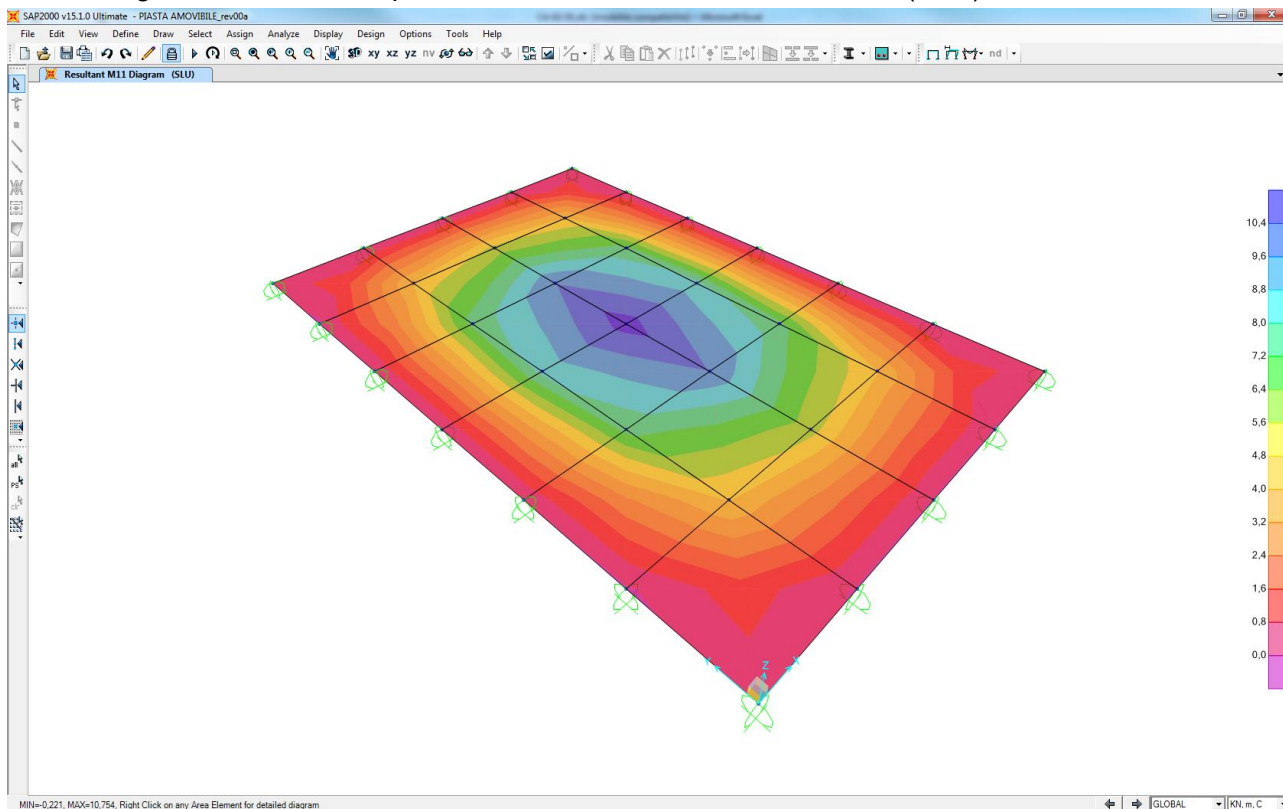 SAP2000 v15.1.0 Ultimate - PIASTA AMOVIBILE_rev00a
File Edit View Define Draw Select Assign Analyze Display Design Options Tools Help
xy xz yz nv
nd
Resultant M11 Diagram (SLU)
10,4
9,6
8,8
8,0
7,2
6,4
5,6
4,8
4,0
3,2
2,4
1,6
0,8
0,0
all
PS
clr
Y
Z
X
MIN=-0,221, MAX=10,754, Right Click on any Area Element for detailed diagram
GLOBAL
KN, m, C